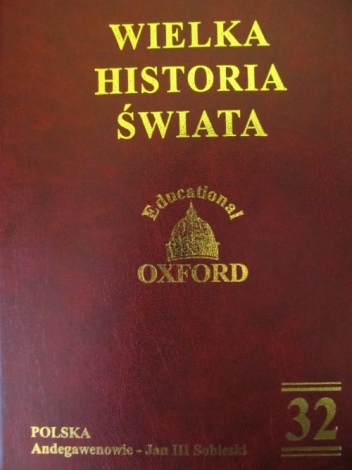 WIELKA
HISTORIA
ŚWIATA
Educational
OXFORD
32
POLSKA
Andegawenowie - Jan III Sobieski